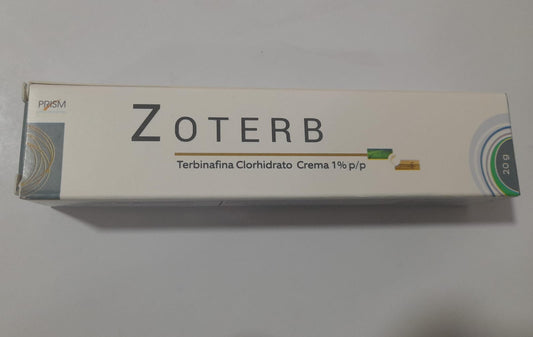 PRISM
ZOTERB
Terbinafina Clorhidrato Crema 1% p/p
20 g